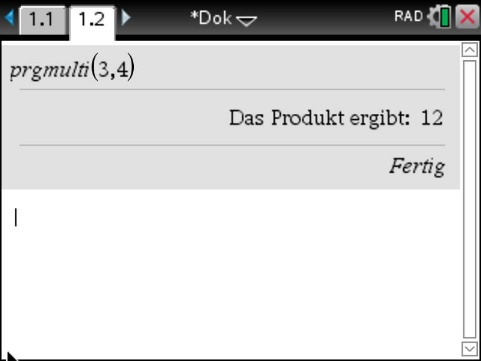 1.1 1.2 *Dok RAD
prgmulti(3,4)
Das Produkt ergibt: 12
Fertig